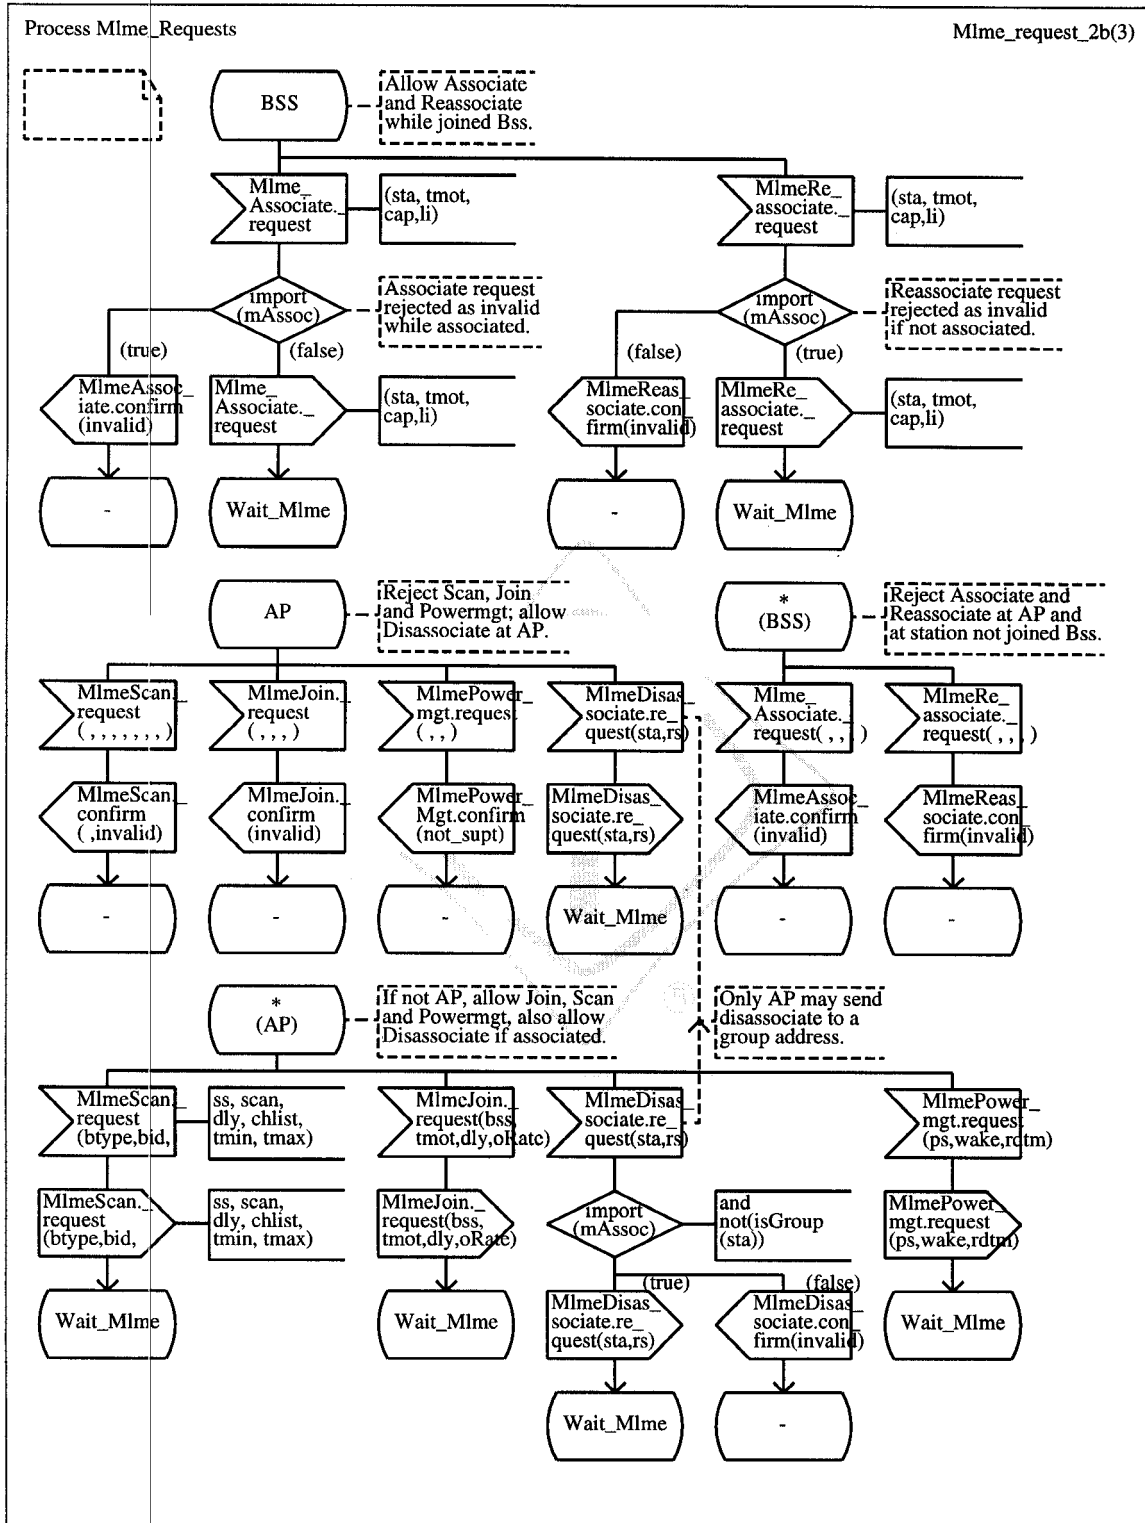 Process Mlme_Requests
Mlme_request_2b(3)
BSS
Allow Associate
and Reassociate
while joined Bss.
Mlme_
Associate._
request
(sta, tmot,
cap,li)
MlmeRe_
associate._
request
(sta, tmot,
cap,li)
import
(mAssoc)
Associate request
rejected as invalid
while associated.
import
(mAssoc)
Reassociate request
rejected as invalid
if not associated.
(true)
(false)
(false)
(true)
MlmeAssoc_
iate.confirm
(invalid)
Mlme_
Associate._
request
(sta, tmot,
cap,li)
MlmeReas_
sociate.con_
firm(invalid)
MlmeRe_
associate._
request
(sta, tmot,
cap,li)
-
Wait_Mlme
-
Wait_Mlme
AP
Reject Scan, Join
and Powermgt; allow
Disassociate at AP.
*
(BSS)
Reject Associate and
Reassociate at AP and
at station not joined Bss.
MlmeScan._
request
( , , , , , , , )
MlmeJoin._
request
( , , , )
MlmePower_
mgt.request
( , , )
MlmeDisas_
sociate.re_
quest(sta,rs)
Mlme_
Associate._
request( , , , )
MlmeRe_
associate._
request( , , , )
MlmeScan._
confirm
( ,invalid)
MlmeJoin._
confirm
(invalid)
MlmePower_
Mgt.confirm
(not_supt)
MlmeDisas_
sociate.re_
quest(sta,rs)
MlmeAssoc_
iate.confirm
(invalid)
MlmeReas_
sociate.con_
firm(invalid)
-
-
-
Wait_Mlme
-
-
*
(AP)
If not AP, allow Join, Scan
and Powermgt, also allow
Disassociate if associated.
Only AP may send
disassociate to a
group address.
MlmeScan._
request
(btype,bid,
ss, scan,
dly, chlist,
tmin, tmax)
MlmeJoin._
request(bss,
tmot,dly,oRate)
MlmeDisas_
sociate.re_
quest(sta,rs)
MlmePower_
mgt.request
(ps,wake,rdtm)
MlmeScan._
request
(btype,bid,
ss, scan,
dly, chlist,
tmin, tmax)
MlmeJoin._
request(bss,
tmot,dly,oRate)
import
(mAssoc)
and
not(isGroup
(sta))
MlmePower_
mgt.request
(ps,wake,rdtm)
(true)
(false)
Wait_Mlme
Wait_Mlme
MlmeDisas_
sociate.re_
quest(sta,rs)
MlmeDisas_
sociate.con_
firm(invalid)
Wait_Mlme
Wait_Mlme
-